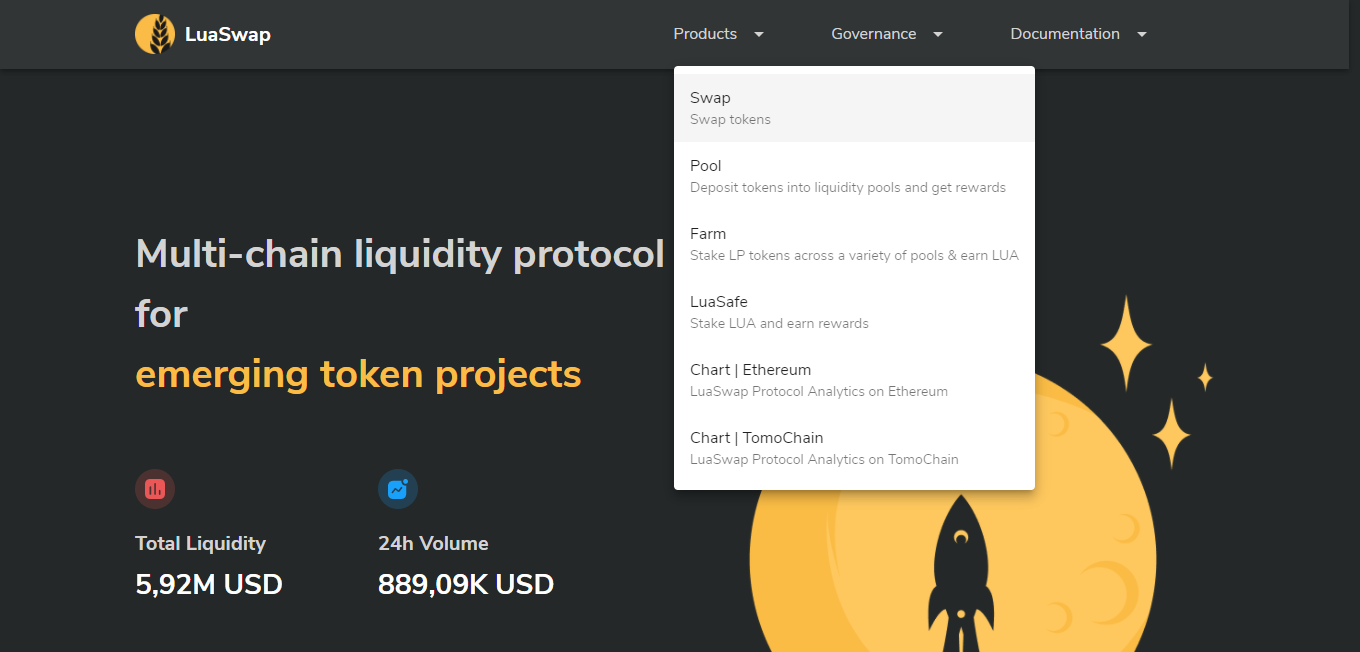 LuaSwap
Products
Governance
Documentation
Swap
Swap tokens
Pool
Deposit tokens into liquidity pools and get rewards
Farm
Stake LP tokens across a variety of pools & earn LUA
LuaSafe
Stake LUA and earn rewards
Chart | Ethereum
LuaSwap Protocol Analytics on Ethereum
Chart | TomoChain
LuaSwap Protocol Analytics on TomoChain
Multi-chain liquidity protocol
for
emerging token projects
Total Liquidity
5,92M USD
24h Volume
889,09K USD